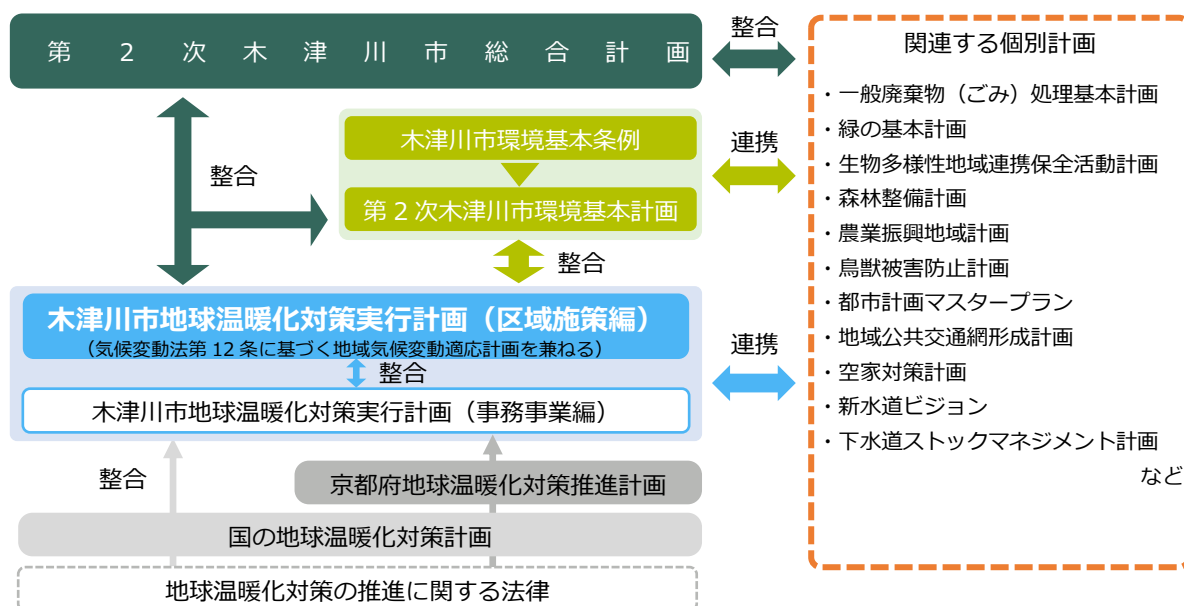 第2次木津川市総合計画
整合
整合
木津川市環境基本条例
第2次木津川市環境基本計画
連携
整合
木津川市地球温暖化対策実行計画（区域施策編）
（気候変動法第12条に基づく地域気候変動適応計画を兼ねる）
整合
木津川市地球温暖化対策実行計画（事務事業編）
連携
整合
京都府地球温暖化対策推進計画
国の地球温暖化対策計画
地球温暖化対策の推進に関する法律
関連する個別計画
・一般廃棄物（ごみ）処理基本計画
・緑の基本計画
・生物多様性地域連携保全活動計画
・森林整備計画
・農業振興地域計画
・鳥獣被害防止計画
・都市計画マスタープラン
・地域公共交通網形成計画
・空家対策計画
・新水道ビジョン
・下水道ストックマネジメント計画
など